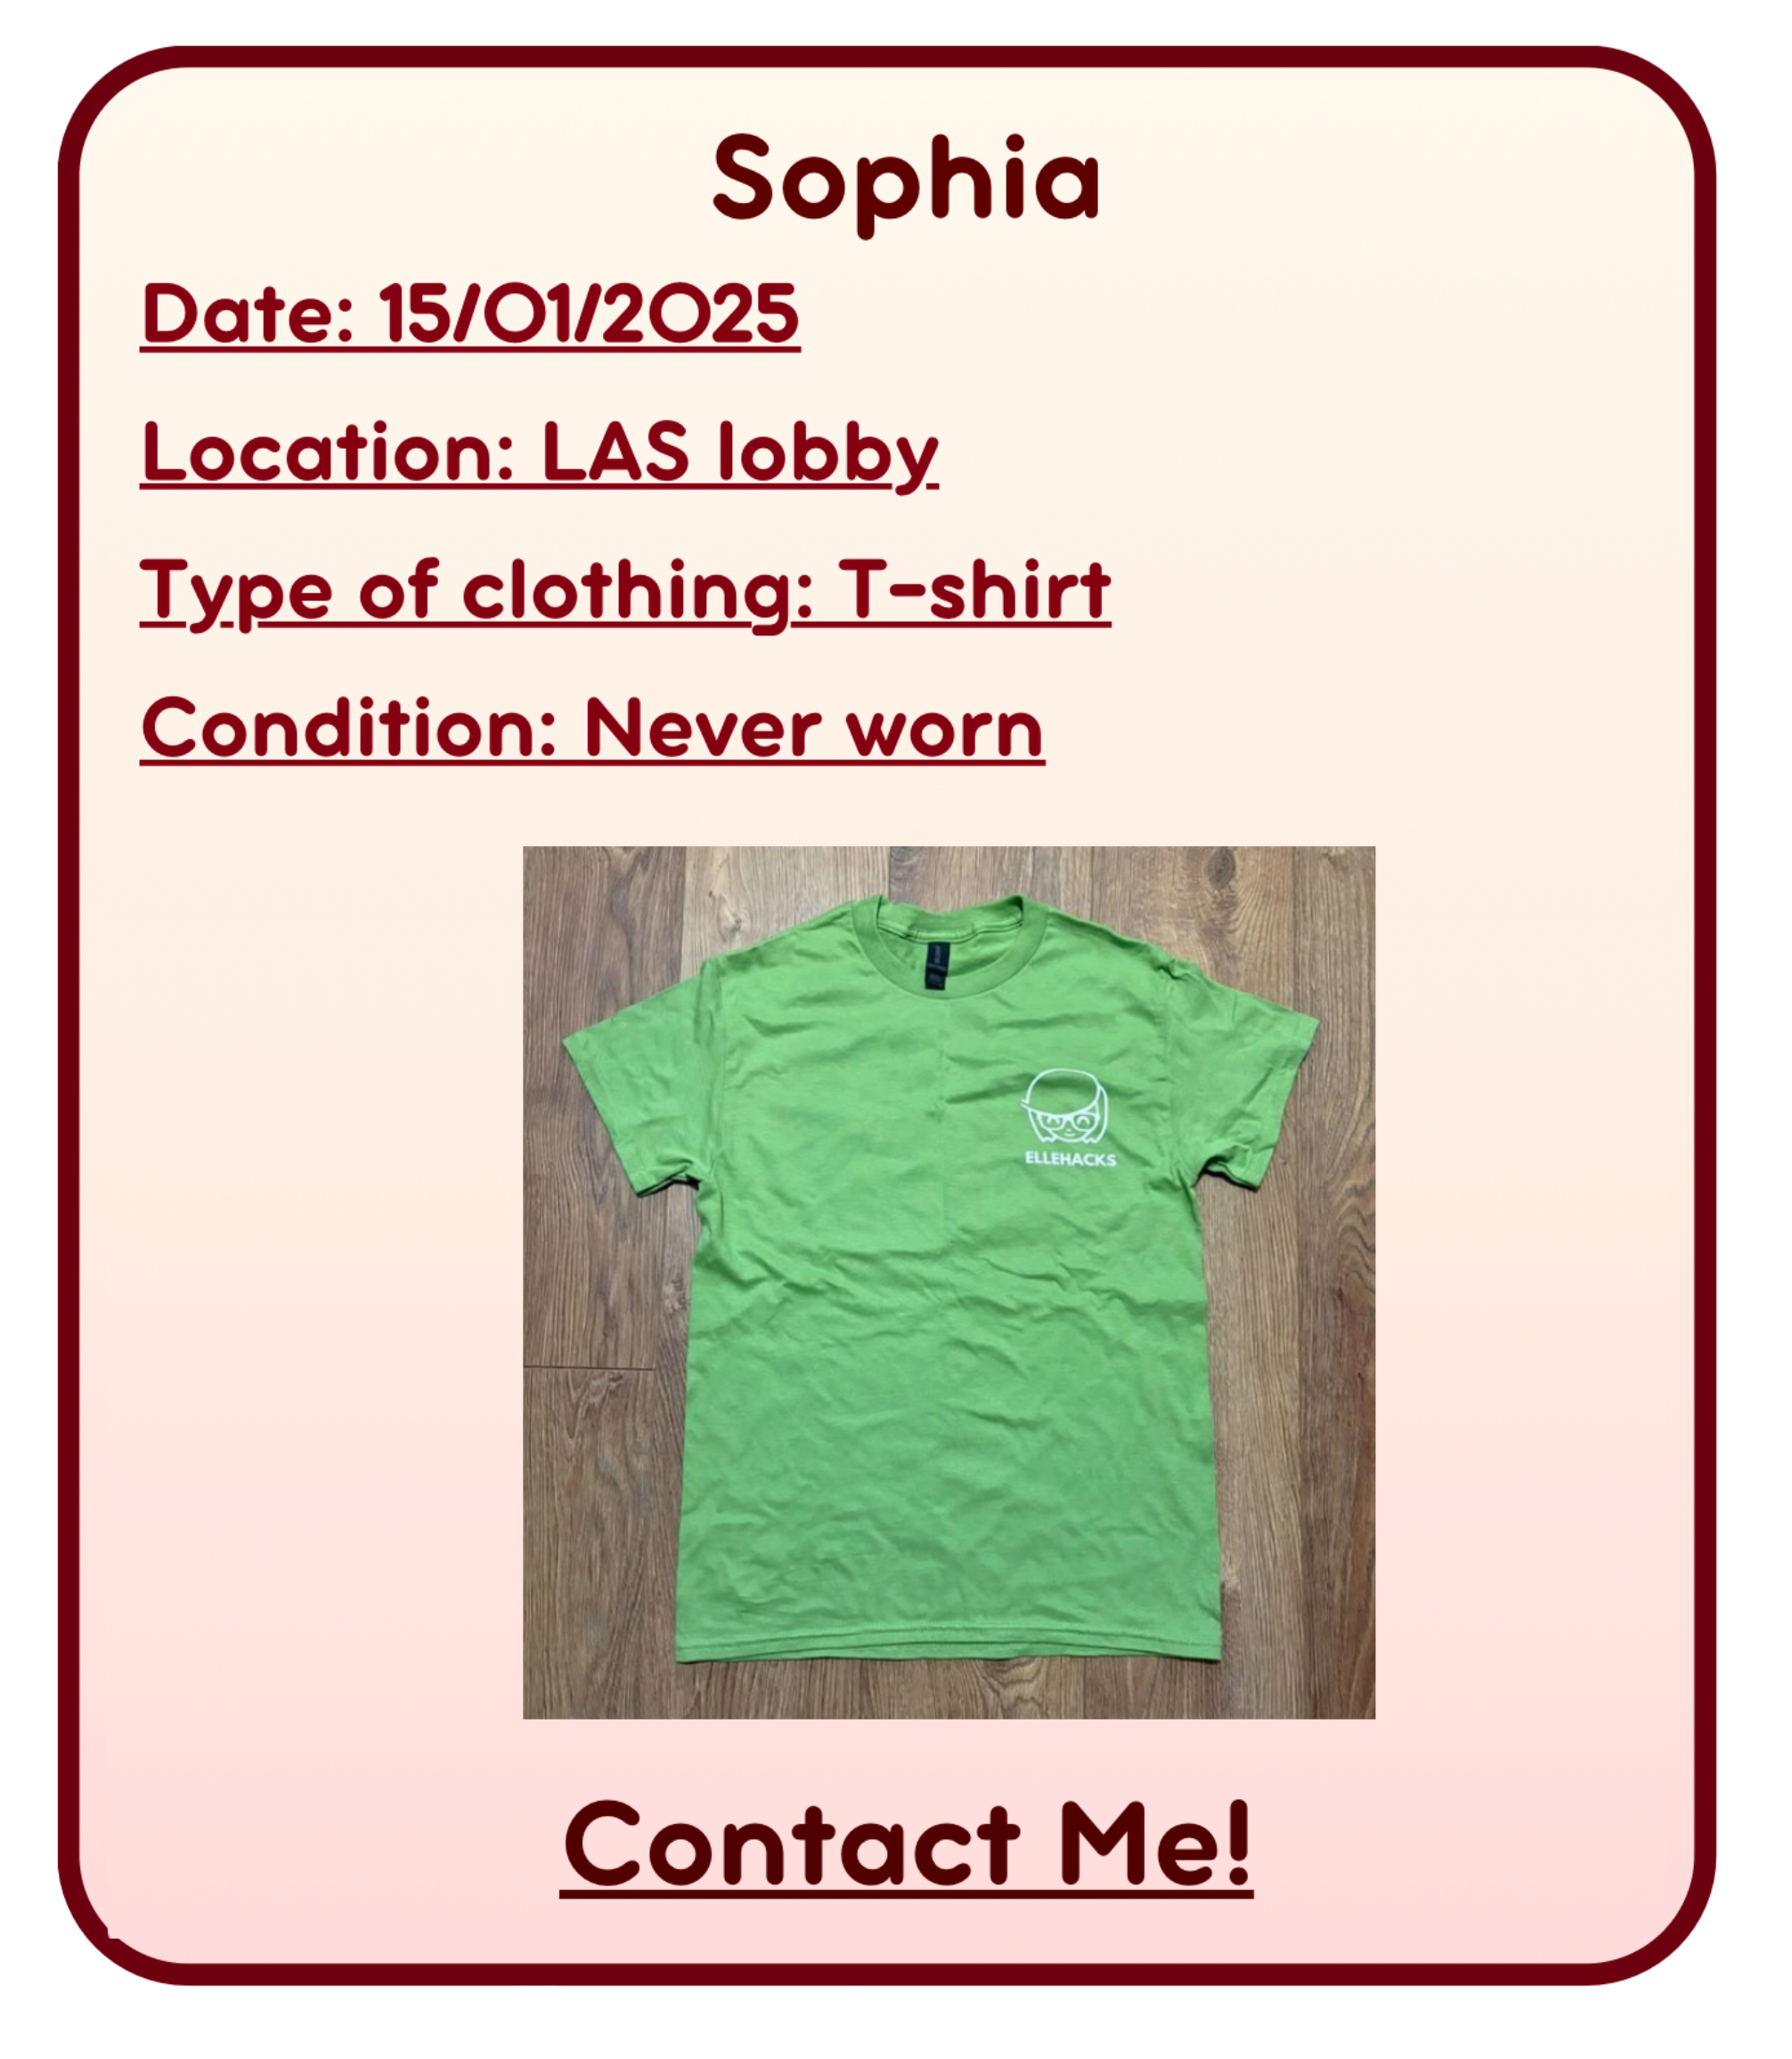 Sophia
Date: 15/01/2025
Location: LAS lobby
Type of clothing: T-shirt
Condition: Never worn
ELLEHACKS
Contact Me!